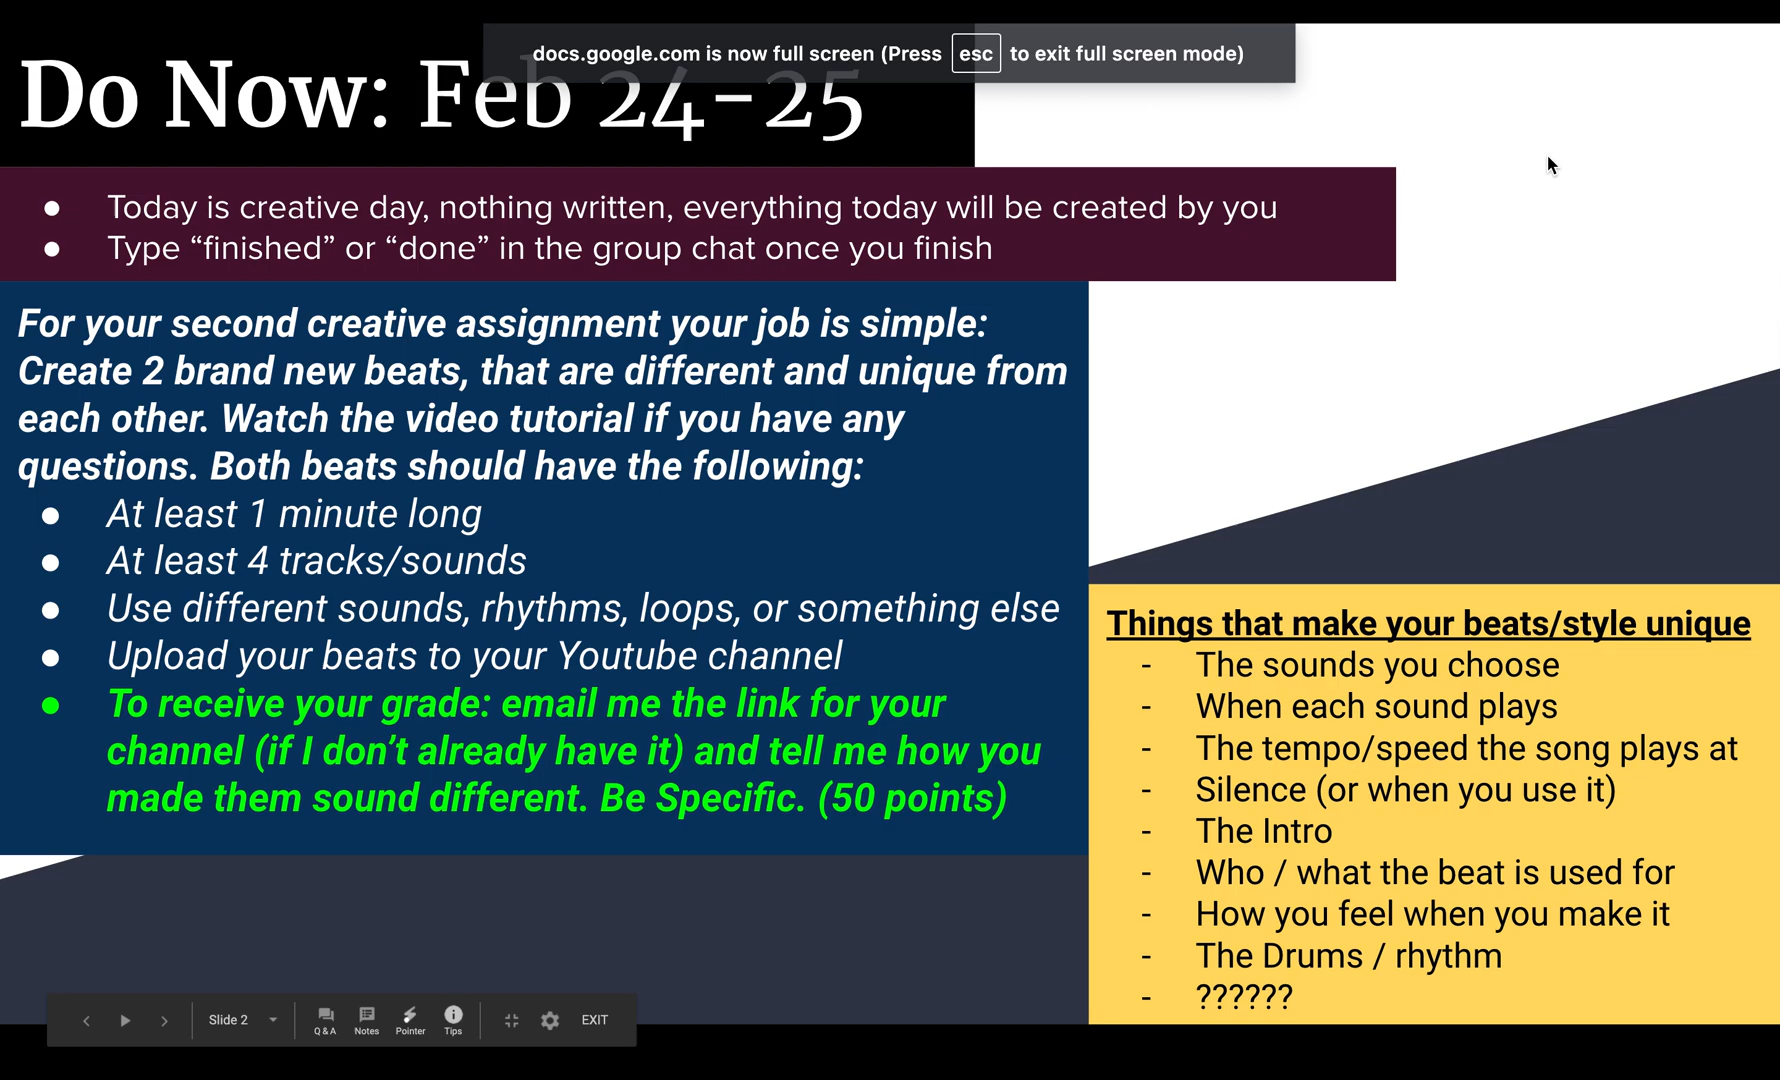 docs.google.com is now full screen (Press esc to exit full screen mode)
Do Now: Feb 24-25
● Today is creative day, nothing written, everything today will be created by you
● Type “finished” or “done” in the group chat once you finish
For your second creative assignment your job is simple:
Create 2 brand new beats, that are different and unique from
each other. Watch the video tutorial if you have any
questions. Both beats should have the following:
● At least 1 minute long
● At least 4 tracks/sounds
● Use different sounds, rhythms, loops, or something else
● Upload your beats to your Youtube channel
● To receive your grade: email me the link for your
channel (if I don’t already have it) and tell me how you
made them sound different. Be Specific. (50 points)
Things that make your beats/style unique
- The sounds you choose
- When each sound plays
- The tempo/speed the song plays at
- Silence (or when you use it)
- The Intro
- Who / what the beat is used for
- How you feel when you make it
- The Drums / rhythm
- ??????
Slide 2
Q & A
Notes
Pointer
Tips
EXIT